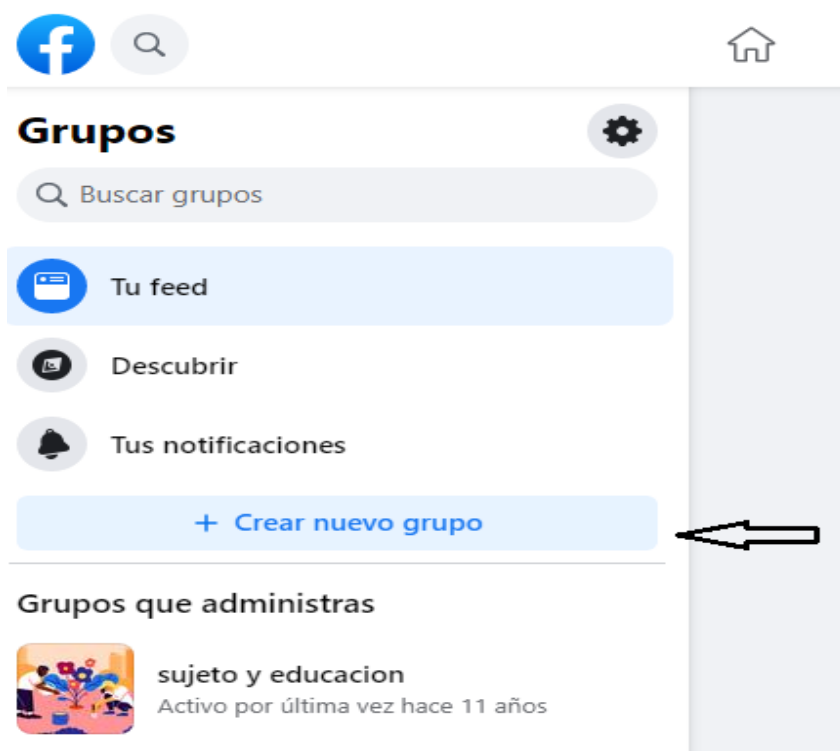 Grupos
Buscar grupos
Tu feed
Descubrir
Tus notificaciones
+ Crear nuevo grupo
Grupos que administras
sujeto y educacion
Activo por última vez hace 11 años